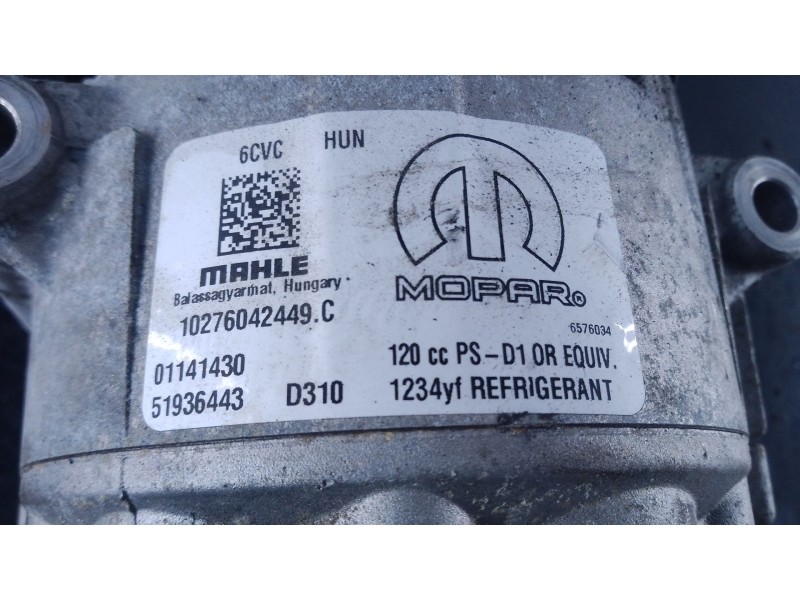 6CVC HUN
MAHLE
Balassagyarmat, Hungary
MOPAR®
10276042449.C
6576034
01141430
120 cc PS-D1 OR EQUIV.
51936443 D310 1234yf REFRIGERANT